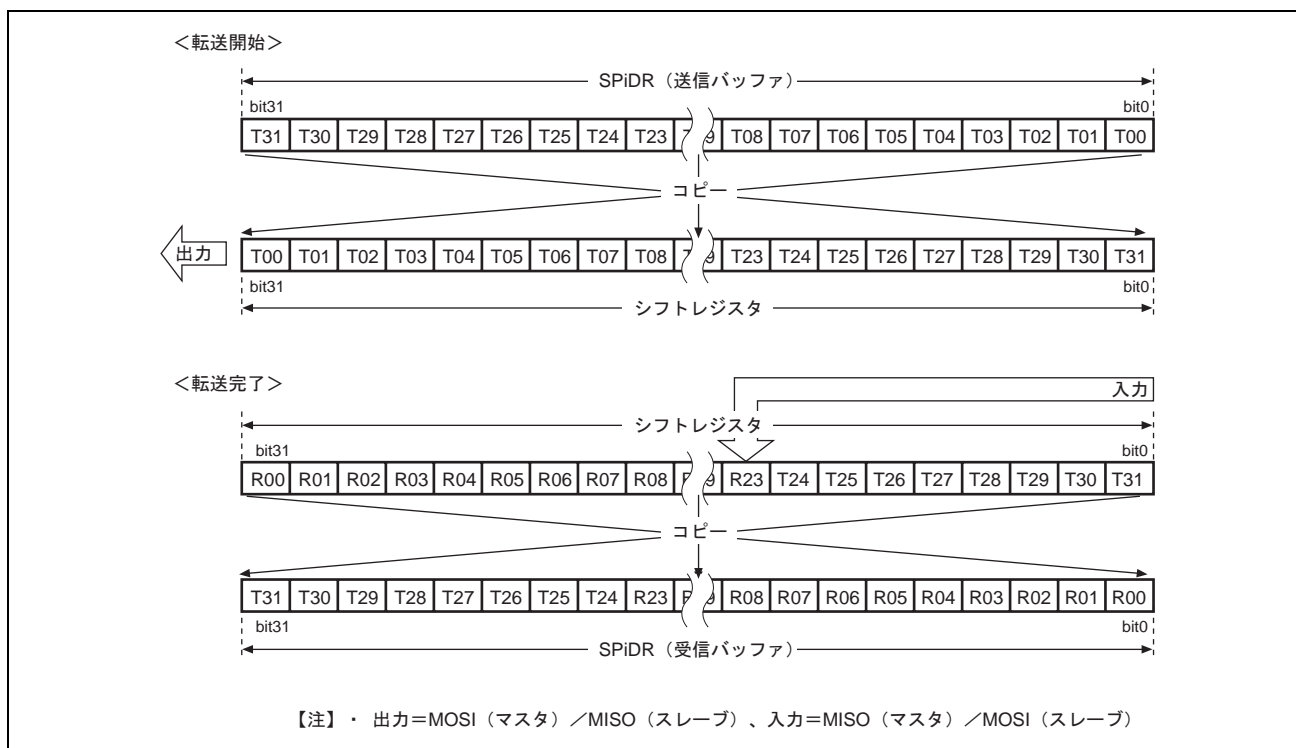 ＜転送開始＞
SPiDR（送信バッファ）
bit31 bit0
T31 T30 T29 T28 T27 T26 T25 T24 T23 T08 T07 T06 T05 T04 T03 T02 T01 T00
コピー
出力
T00 T01 T02 T03 T04 T05 T06 T07 T08 T23 T24 T25 T26 T27 T28 T29 T30 T31
bit31 bit0
シフトレジスタ
＜転送完了＞
入力
シフトレジスタ
bit31 bit0
R00 R01 R02 R03 R04 R05 R06 R07 R08 R23 T24 T25 T26 T27 T28 T29 T30 T31
コピー
T31 T30 T29 T28 T27 T26 T25 T24 R23 R08 R07 R06 R05 R04 R03 R02 R01 R00
bit31 bit0
SPiDR（受信バッファ）
【注】・ 出力＝MOSI（マスタ）／MISO（スレーブ）、入力＝MISO（マスタ）／MOSI（スレーブ）